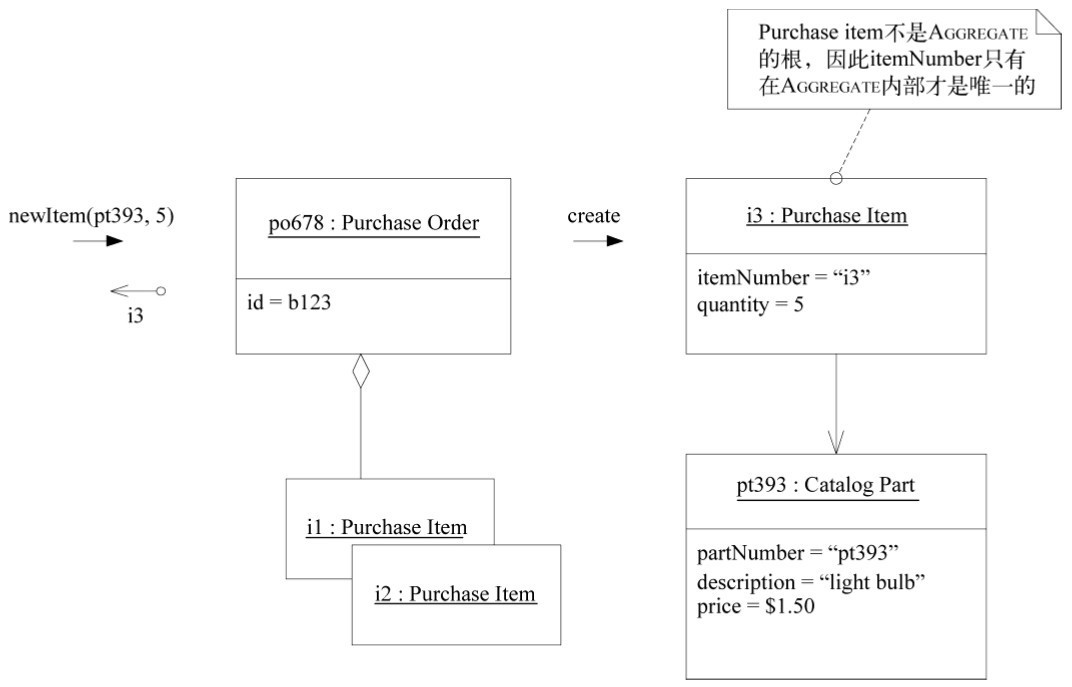 Purchase item不是AGGREGATE
的根，因此itemNumber只有
在AGGREGATE内部才是唯一的
newItem(pt393, 5)
i3
po678 : Purchase Order
id = b123
create
i3 : Purchase Item
itemNumber = “i3”
quantity = 5
i1 : Purchase Item
i2 : Purchase Item
pt393 : Catalog Part
partNumber = “pt393”
description = “light bulb”
price = $1.50